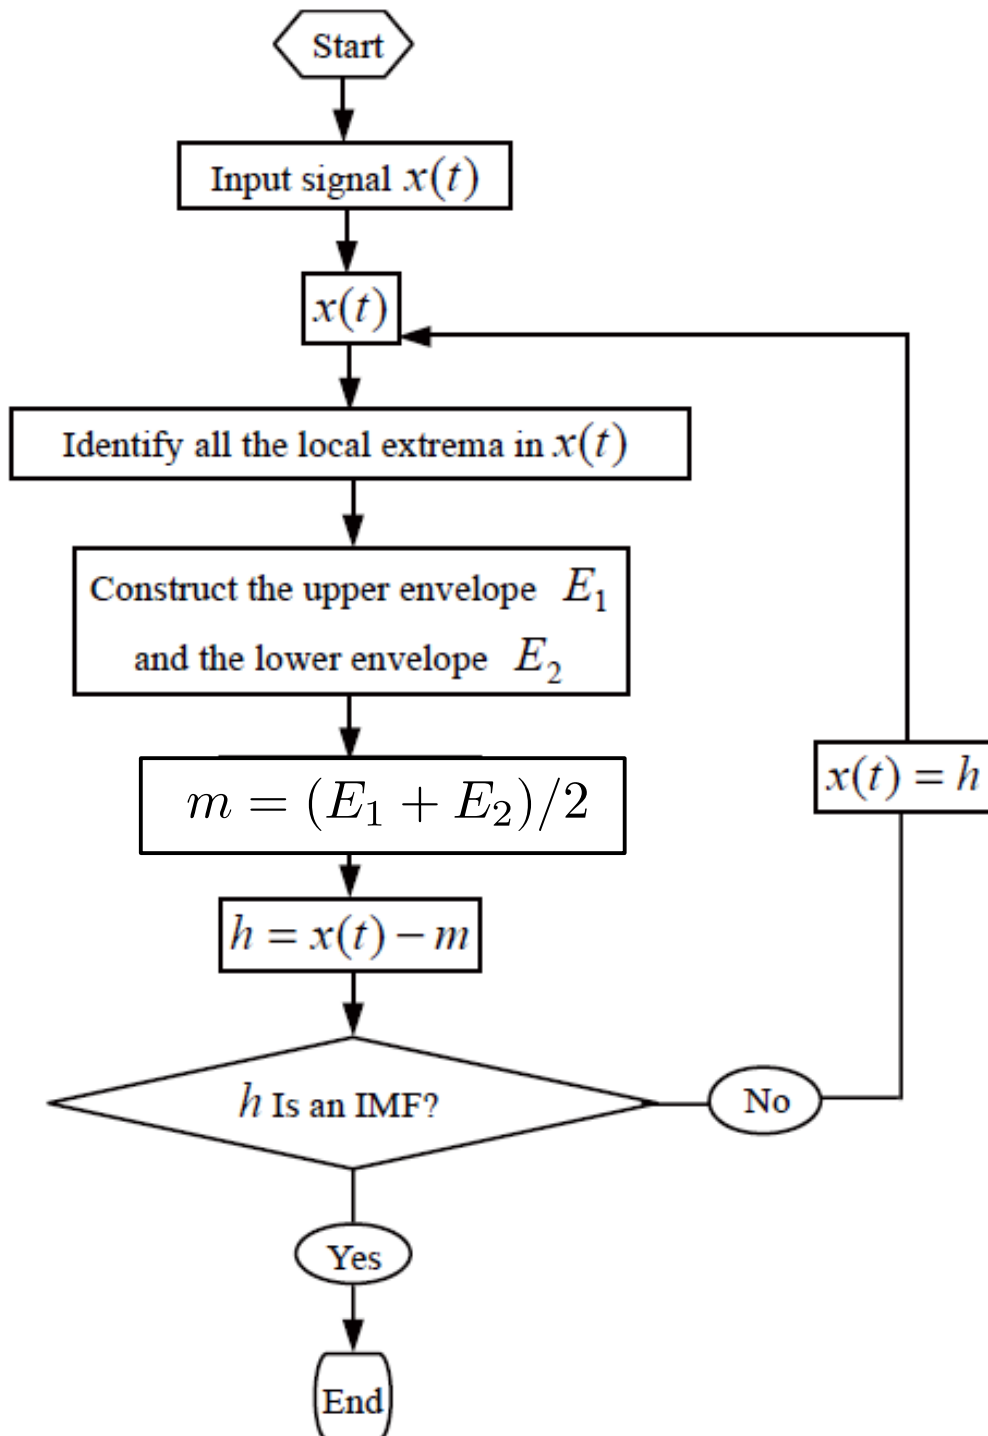 Start
Input signal x(t)
x(t)
Identify all the local extrema in x(t)
Construct the upper envelope E₁
and the lower envelope E₂
m = (E₁ + E₂)/2
x(t) = h
h = x(t) − m
h Is an IMF?
No
Yes
End